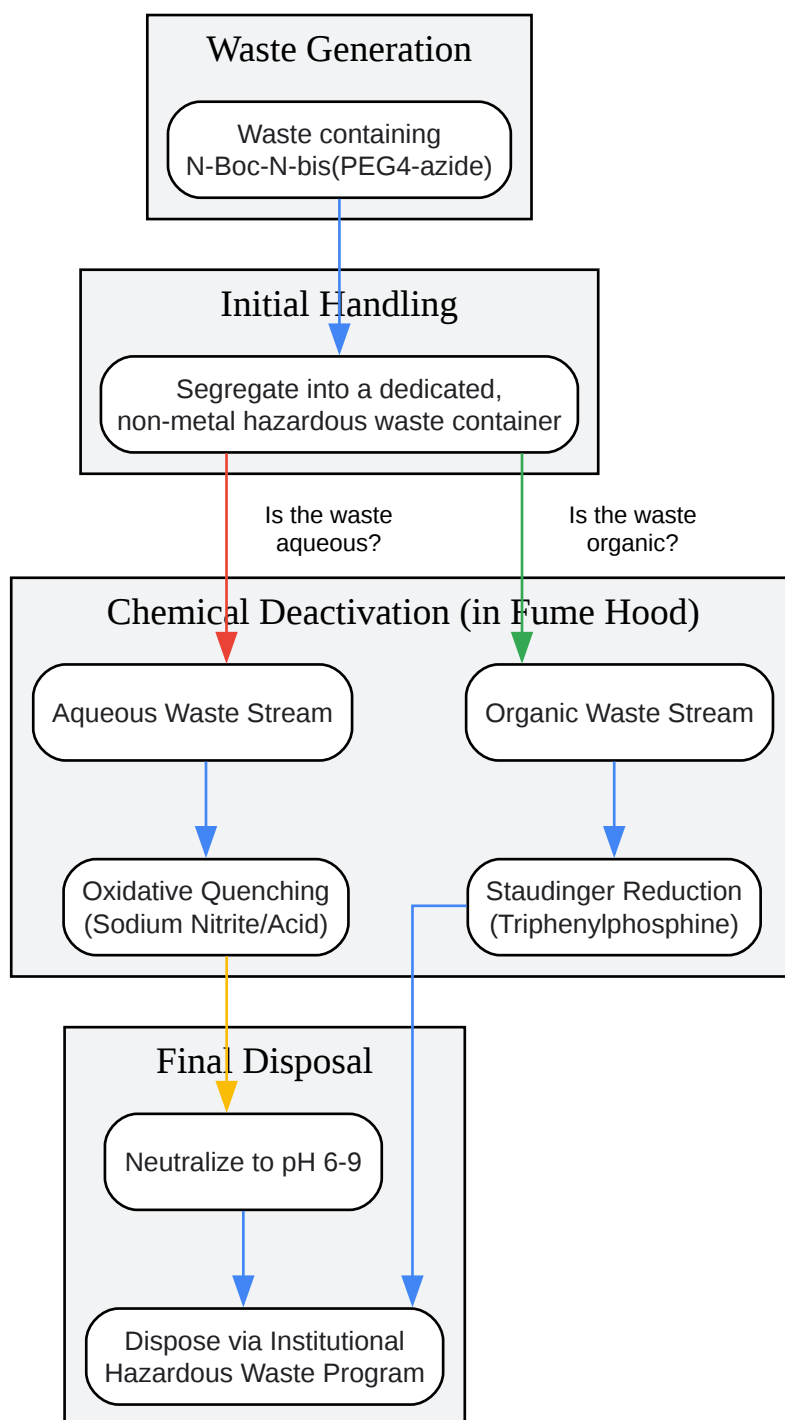 Waste Generation
Waste containing
N-Boc-N-bis(PEG4-azide)
Initial Handling
Segregate into a dedicated,
non-metal hazardous waste container
Is the waste
aqueous?
Is the waste
organic?
Chemical Deactivation (in Fume Hood)
Aqueous Waste Stream
Organic Waste Stream
Oxidative Quenching
(Sodium Nitrite/Acid)
Staudinger Reduction
(Triphenylphosphine)
Final Disposal
Neutralize to pH 6-9
Dispose via Institutional
Hazardous Waste Program